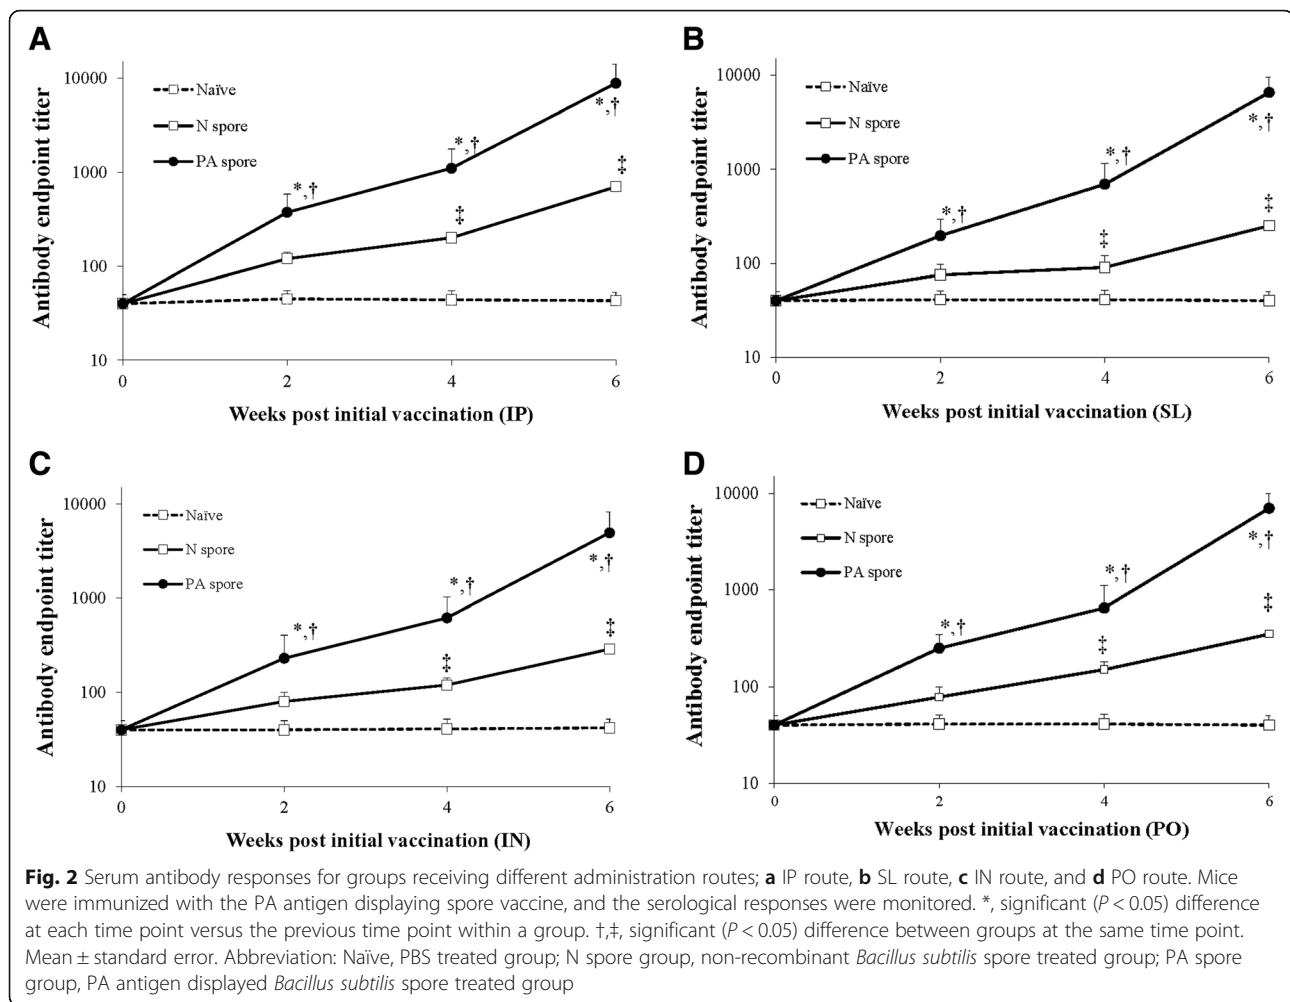 A
Antibody endpoint titer
10000
1000
100
10
Naïve
N spore
PA spore
*,†
*,†
*,†
‡
‡
0 2 4 6
Weeks post initial vaccination (IP)
B
Antibody endpoint titer
10000
1000
100
10
Naïve
N spore
PA spore
*,†
*,†
*,†
‡
‡
0 2 4 6
Weeks post initial vaccination (SL)
C
Antibody endpoint titer
10000
1000
100
10
Naïve
N spore
PA spore
*,†
*,†
*,†
‡
‡
0 2 4 6
Weeks post initial vaccination (IN)
D
Antibody endpoint titer
10000
1000
100
10
Naïve
N spore
PA spore
*,†
*,†
*,†
‡
‡
0 2 4 6
Weeks post initial vaccination (PO)
Fig. 2 Serum antibody responses for groups receiving different administration routes; a IP route, b SL route, c IN route, and d PO route. Mice
were immunized with the PA antigen displaying spore vaccine, and the serological responses were monitored. *, significant (P < 0.05) difference
at each time point versus the previous time point within a group. †,‡, significant (P < 0.05) difference between groups at the same time point.
Mean ± standard error. Abbreviation: Naïve, PBS treated group; N spore group, non-recombinant Bacillus subtilis spore treated group; PA spore
group, PA antigen displayed Bacillus subtilis spore treated group